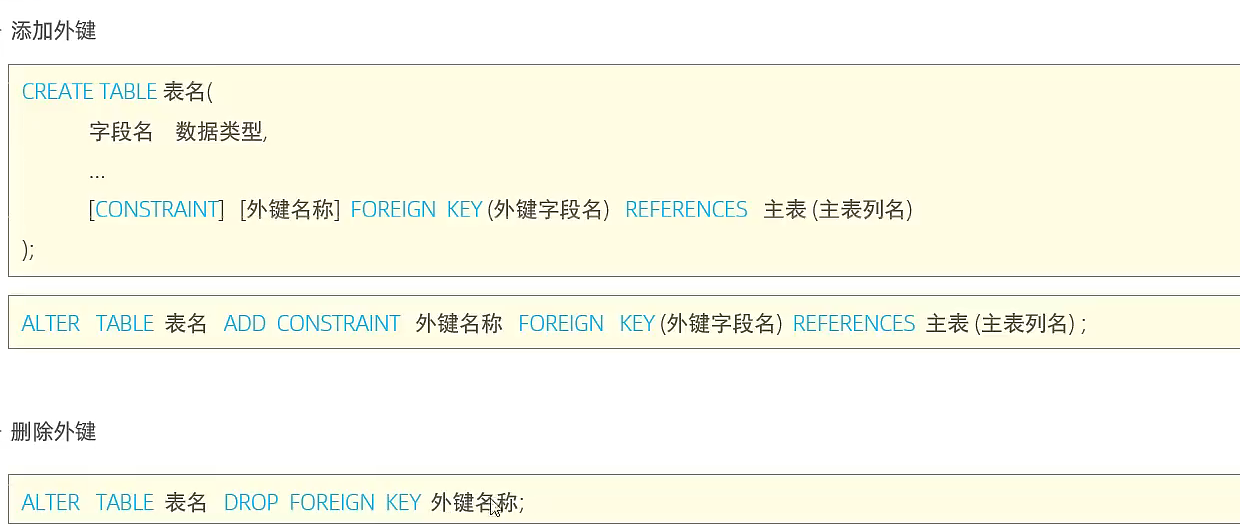 添加外键
CREATE TABLE 表名(
字段名 数据类型,
...
[CONSTRAINT] [外键名称] FOREIGN KEY (外键字段名) REFERENCES 主表 (主表列名)
);
ALTER TABLE 表名 ADD CONSTRAINT 外键名称 FOREIGN KEY (外键字段名) REFERENCES 主表 (主表列名) ;
删除外键
ALTER TABLE 表名 DROP FOREIGN KEY 外键名称;